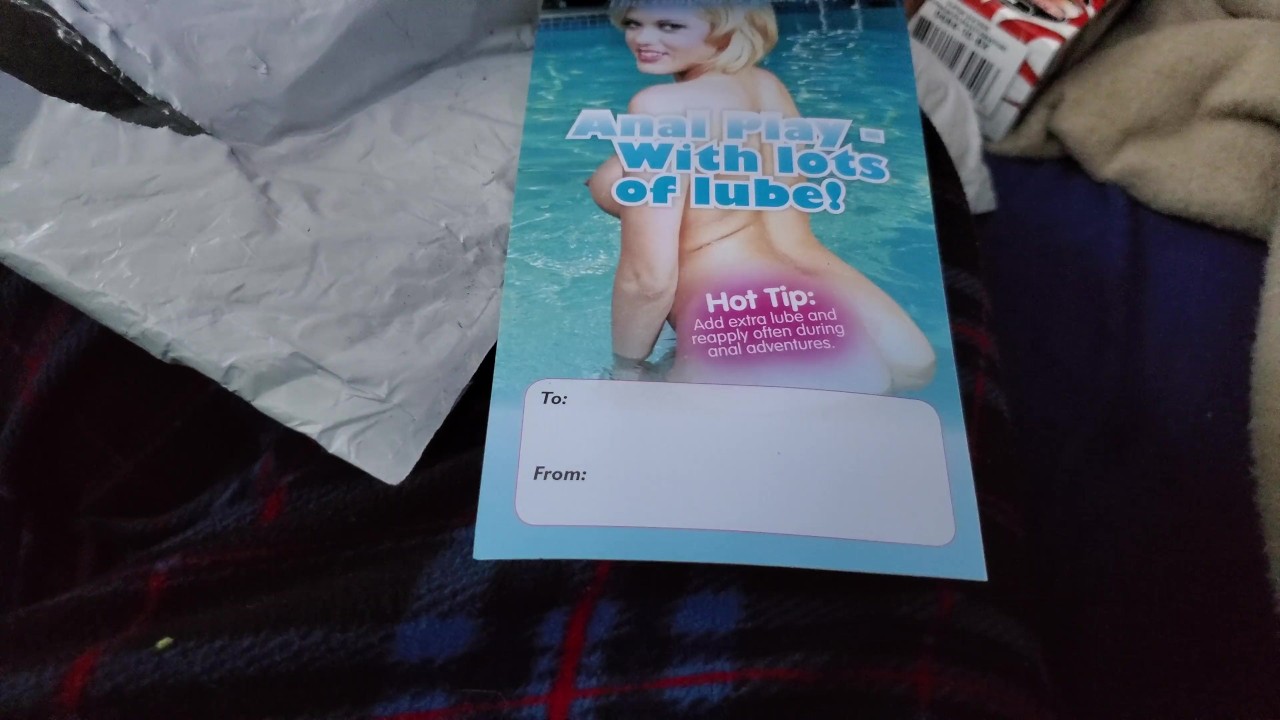 Anal Play -
With lots
of lube!
Hot Tip:
Add extra lube and
reapply often during
anal adventures.
To:
From: